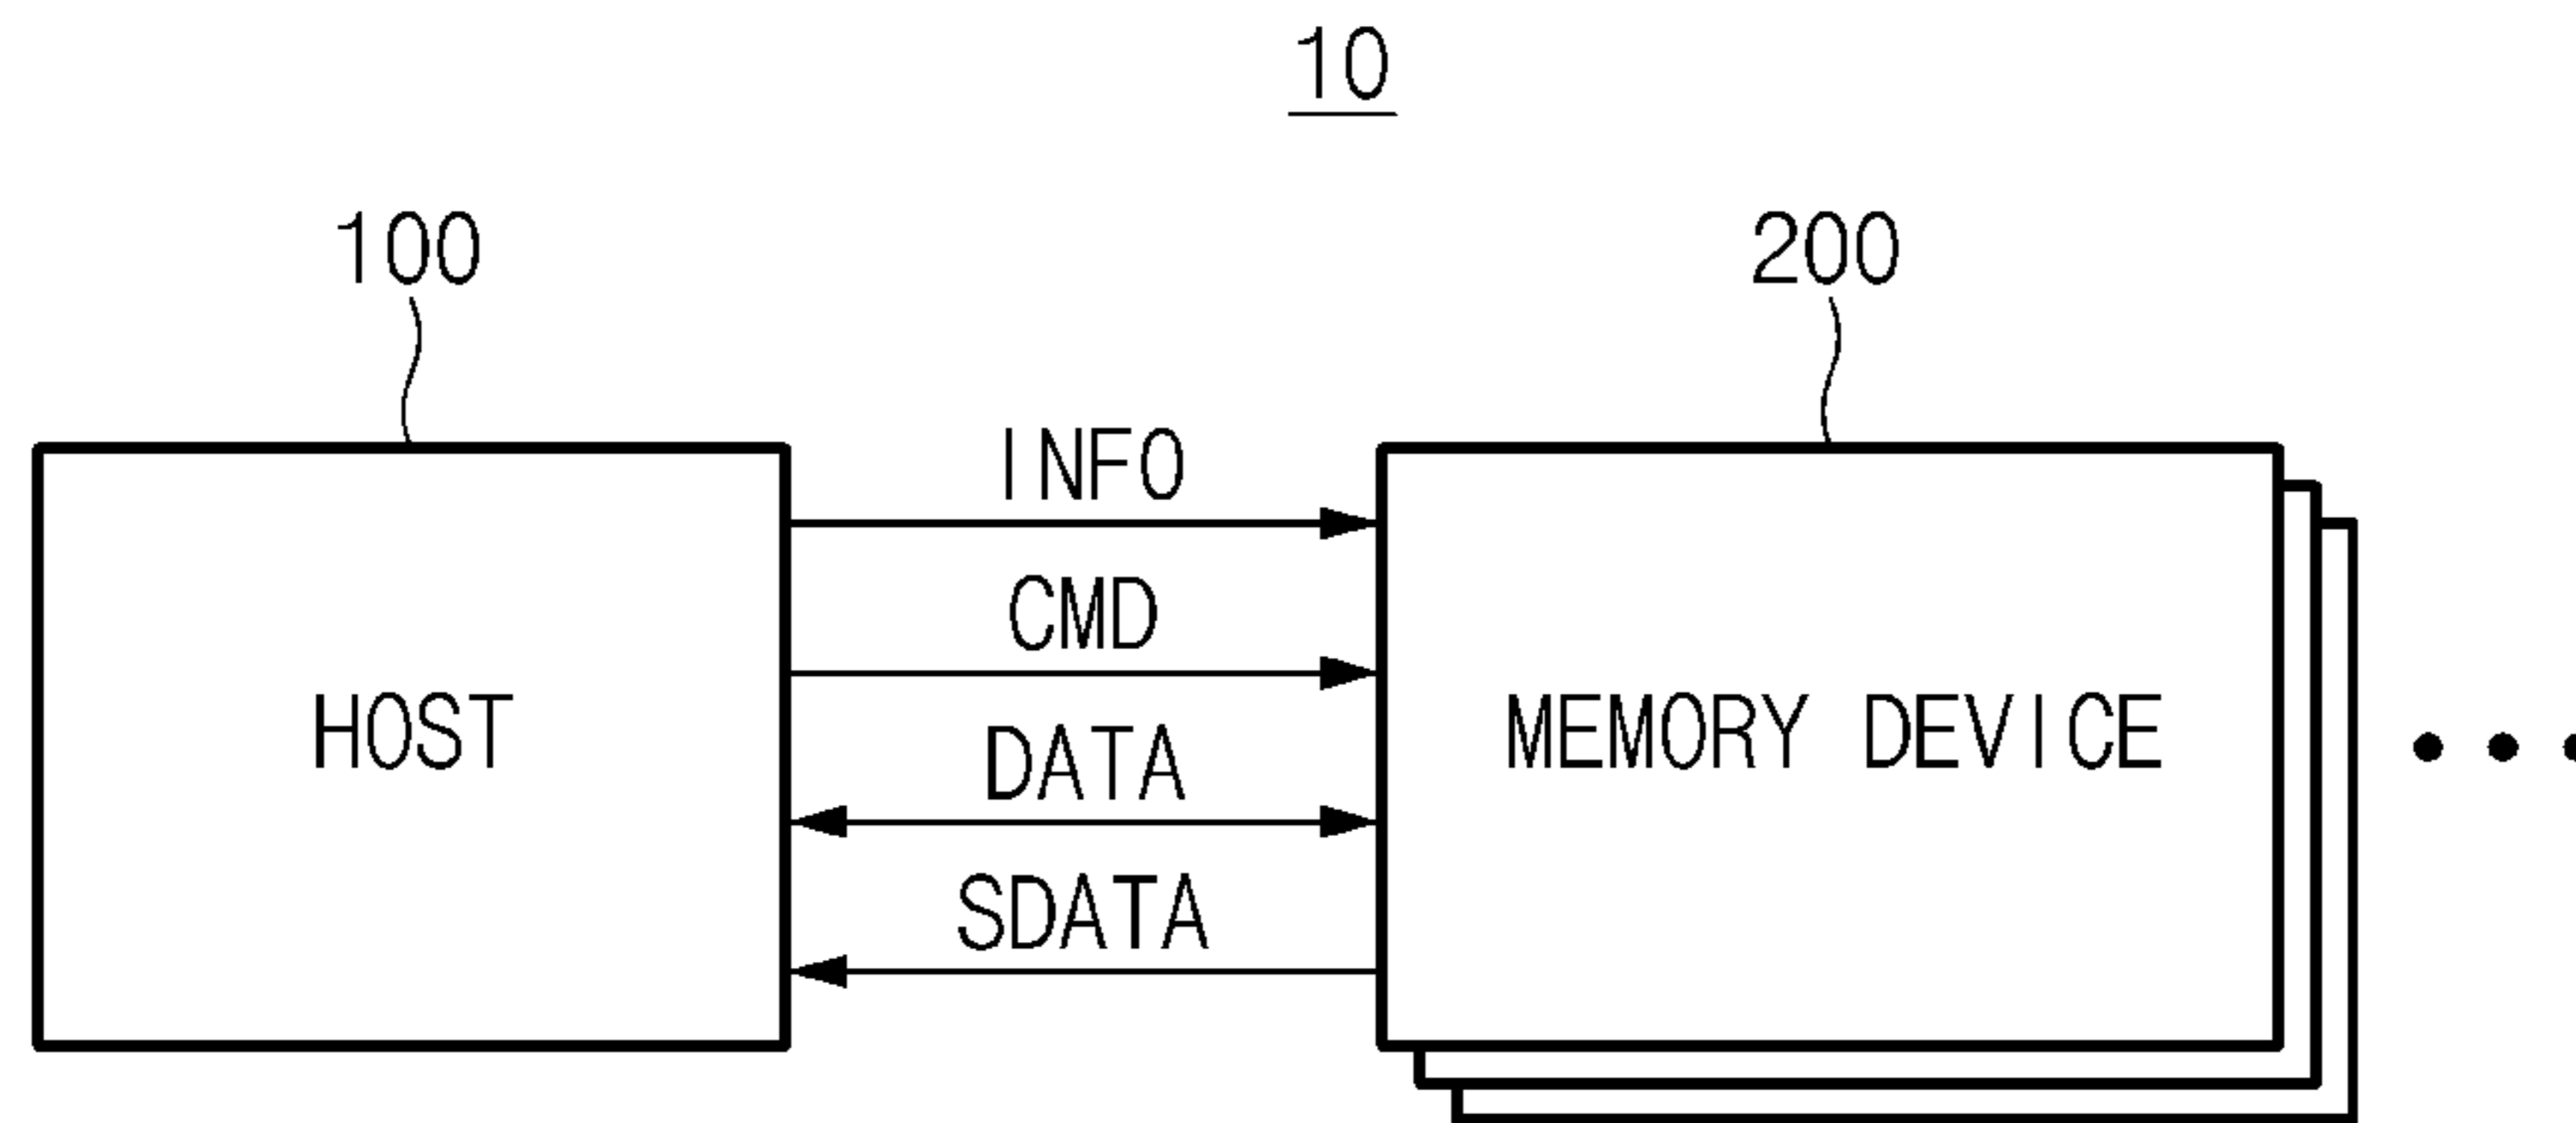 10
100
200
INFO
CMD
HOST
MEMORY DEVICE
DATA
SDATA